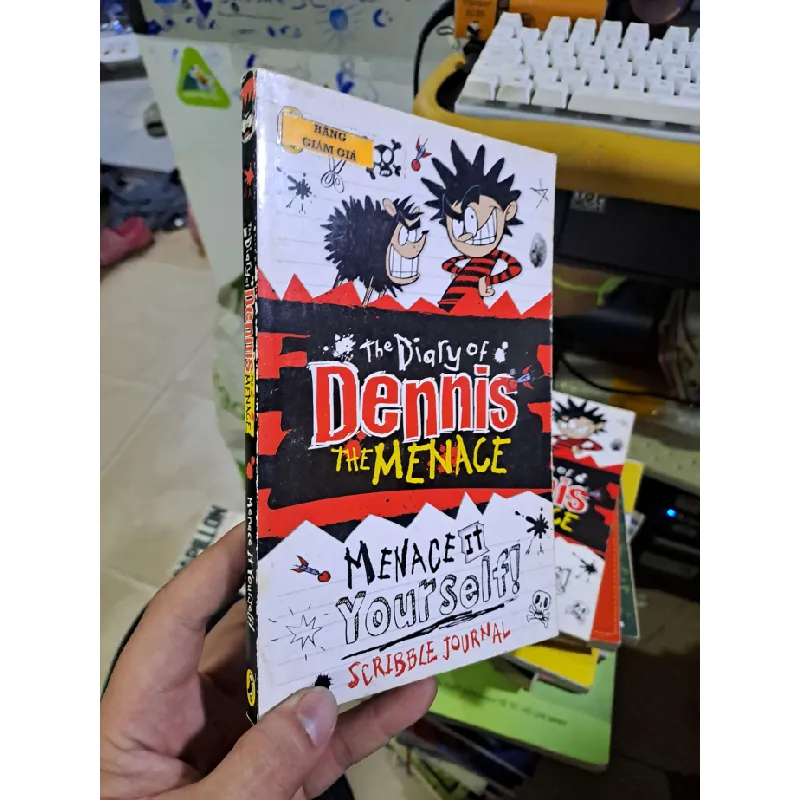 HÀNG
GIẢM GIÁ
The Diary of
Dennis
THE MENACE
MENACE IT
Yourself!
SCRIBBLE JOURNAL
The Diary of Dennis THE MENACE Menace It Yourself!
PILLON